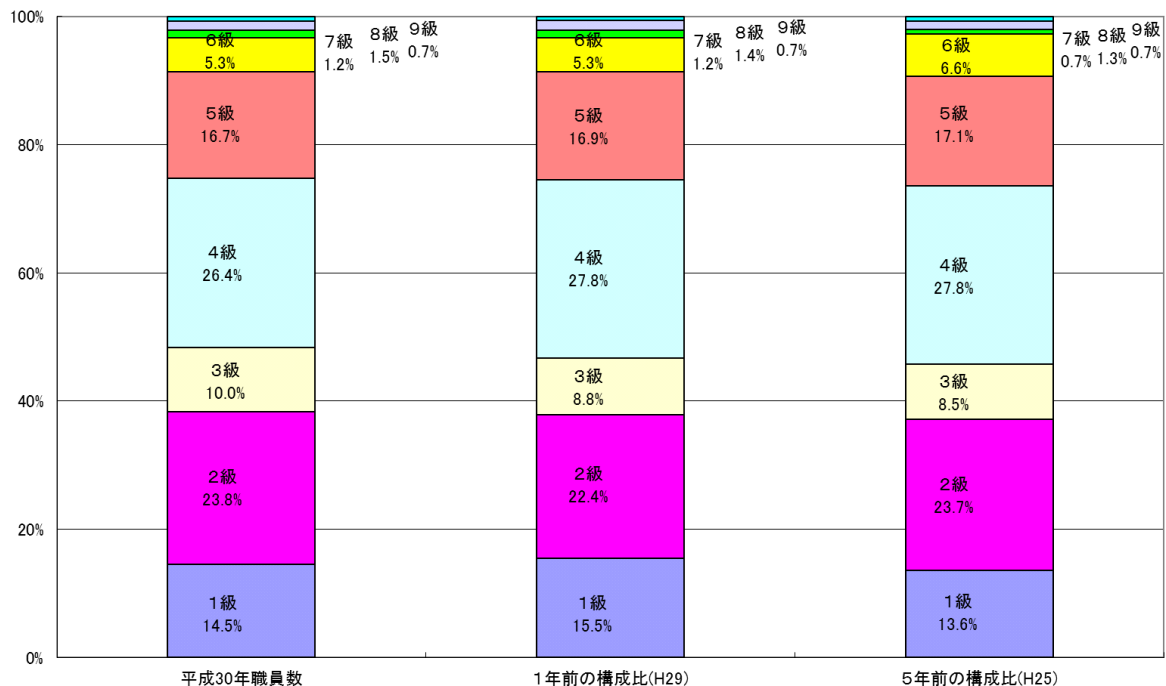 100%
80%
60%
40%
20%
0%
6級
5.3%
7級
1.2%
8級
1.5%
9級
0.7%
5級
16.7%
4級
26.4%
3級
10.0%
2級
23.8%
1級
14.5%
平成30年職員数
6級
5.3%
7級
1.2%
8級
1.4%
9級
0.7%
5級
16.9%
4級
27.8%
3級
8.8%
2級
22.4%
1級
15.5%
1年前の構成比(H29)
6級
6.6%
7級
0.7%
8級
1.3%
9級
0.7%
5級
17.1%
4級
27.8%
3級
8.5%
2級
23.7%
1級
13.6%
5年前の構成比(H25)